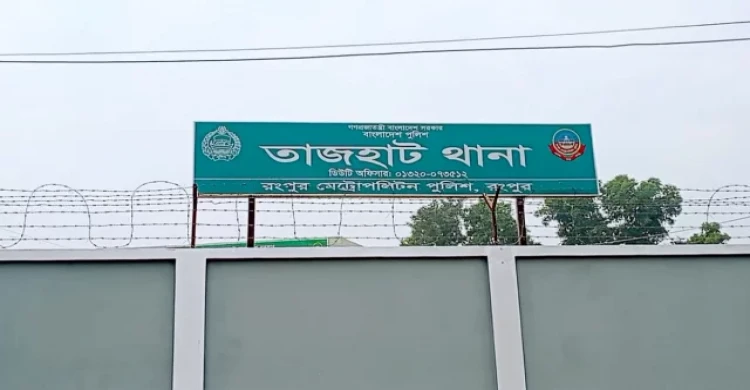 গণপ্রজাতন্ত্রী বাংলাদেশ সরকার
বাংলাদেশ পুলিশ
তাজহাট থানা
ডিউটি অফিসার: ০১৩২০-০৭৩৫১২
রংপুর মেট্রোপলিটন পুলিশ, রংপুর